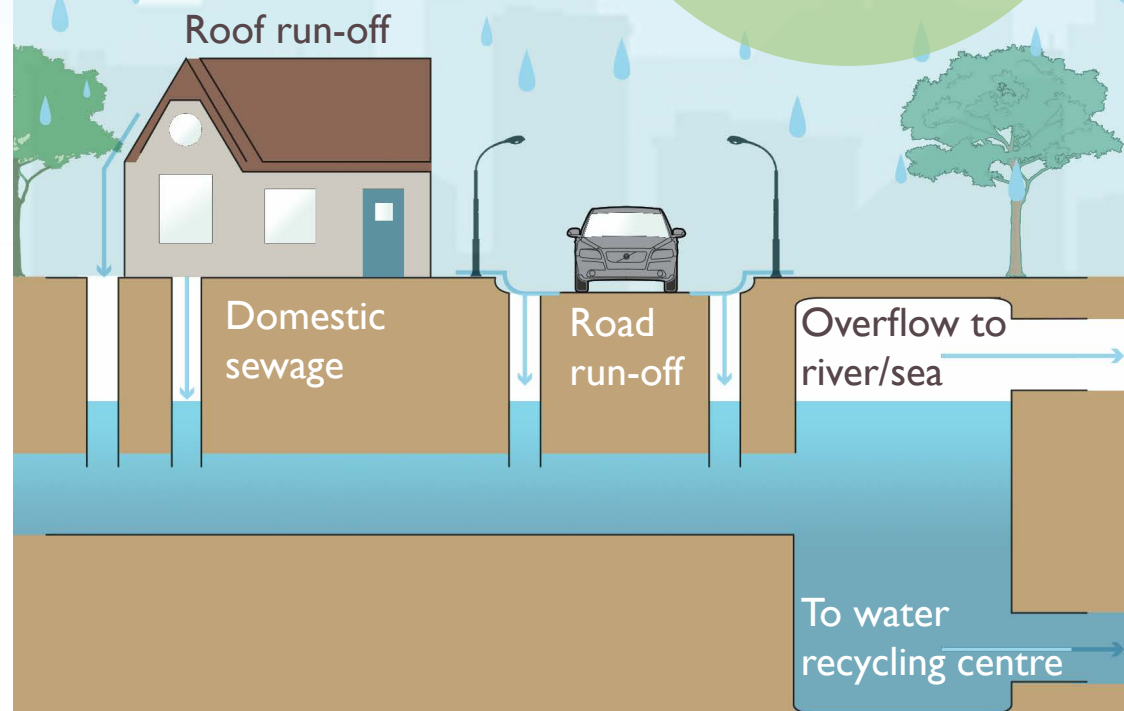 Roof run-off
Domestic
sewage
Road
run-off
Overflow to
river/sea
To water
recycling centre